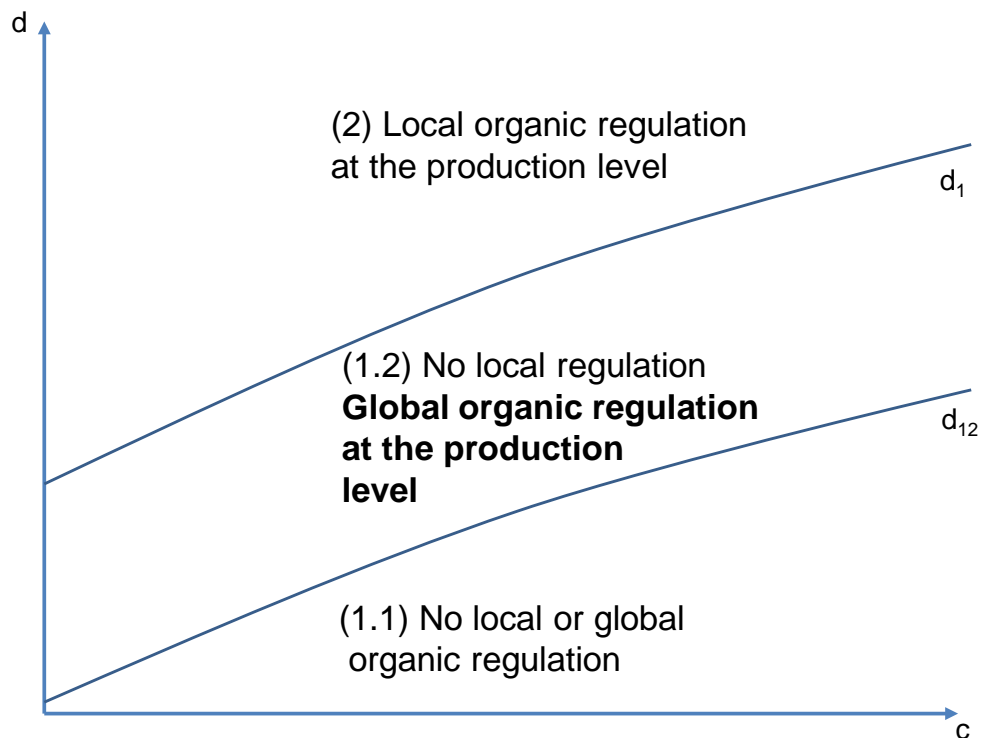 d
(2) Local organic regulation
at the production level
d₁
(1.2) No local regulation
Global organic regulation
at the production
level
d₁₂
(1.1) No local or global
organic regulation
c